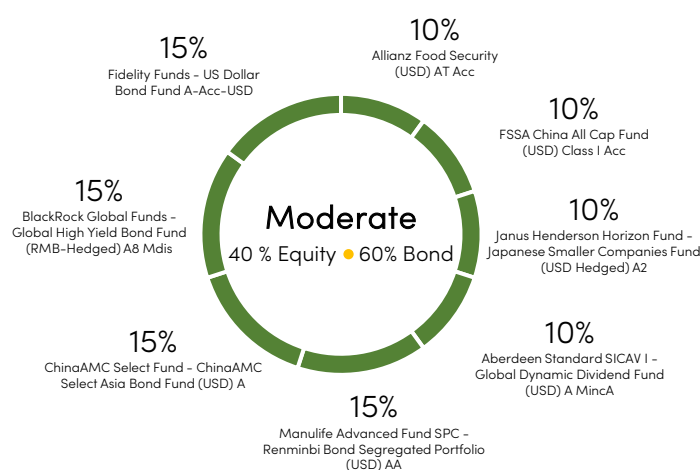 10%
Allianz Food Security
(USD) AT Acc
10%
FSSA China All Cap Fund
(USD) Class I Acc
10%
Janus Henderson Horizon Fund -
Japanese Smaller Companies Fund
(USD Hedged) A2
10%
Aberdeen Standard SICAV I -
Global Dynamic Dividend Fund
(USD) A MincA
15%
Manulife Advanced Fund SPC -
Renminbi Bond Segregated Portfolio
(USD) AA
15%
ChinaAMC Select Fund - ChinaAMC
Select Asia Bond Fund (USD) A
15%
BlackRock Global Funds -
Global High Yield Bond Fund
(RMB-Hedged) A8 Mdis
15%
Fidelity Funds - US Dollar
Bond Fund A-Acc-USD
Moderate
40 % Equity ● 60% Bond